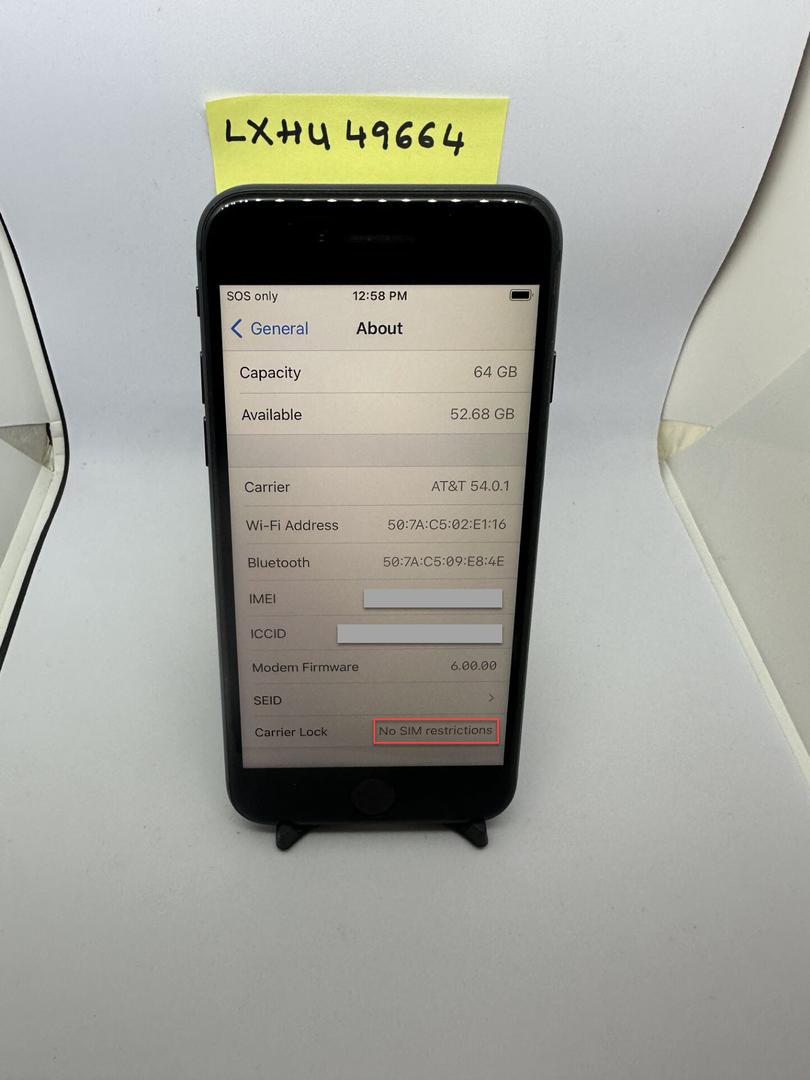 LXHU 49664
SOS only 12:58 PM
General About
Capacity 64 GB
Available 52.68 GB
Carrier AT&T 54.0.1
Wi-Fi Address 50:7A:C5:02:E1:16
Bluetooth 50:7A:C5:09:E8:4E
IMEI
ICCID
Modem Firmware 6.00.00
SEID
Carrier Lock No SIM restrictions